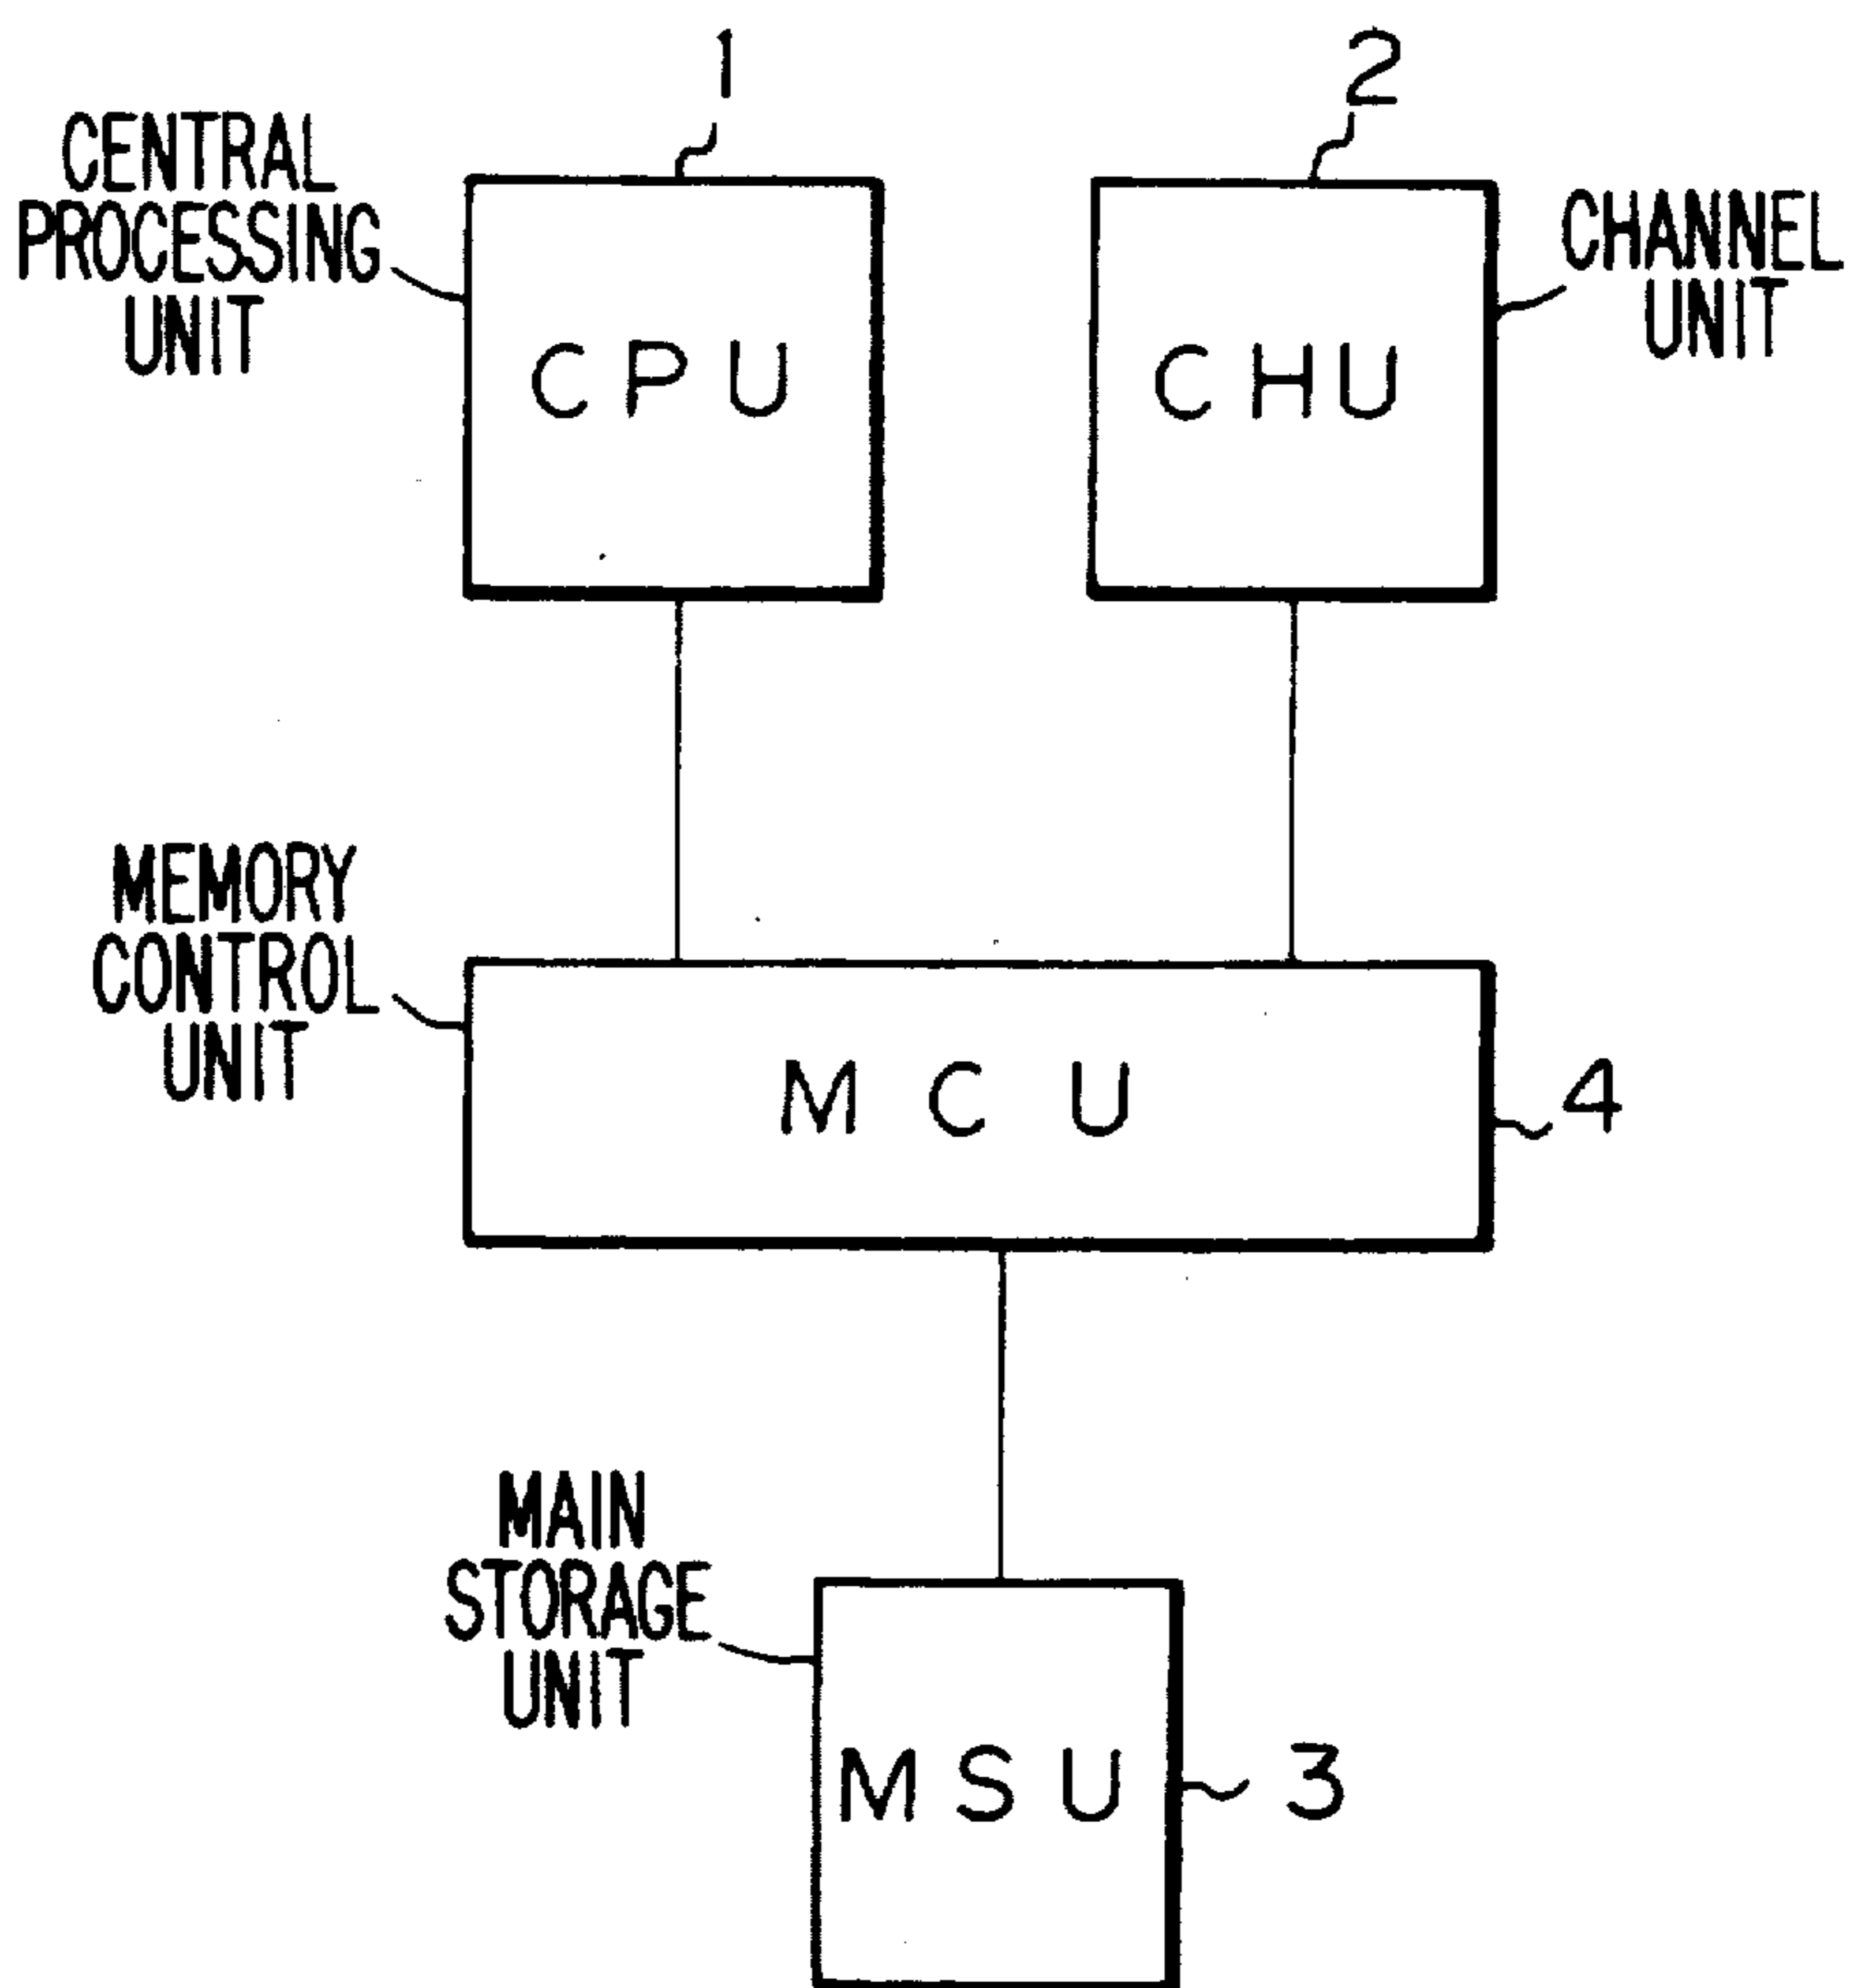 1
2
CENTRAL
PROCESSING
UNIT
CHANNEL
UNIT
CPU
CHU
MEMORY
CONTROL
UNIT
MCU
4
MAIN
STORAGE
UNIT
MSU
3